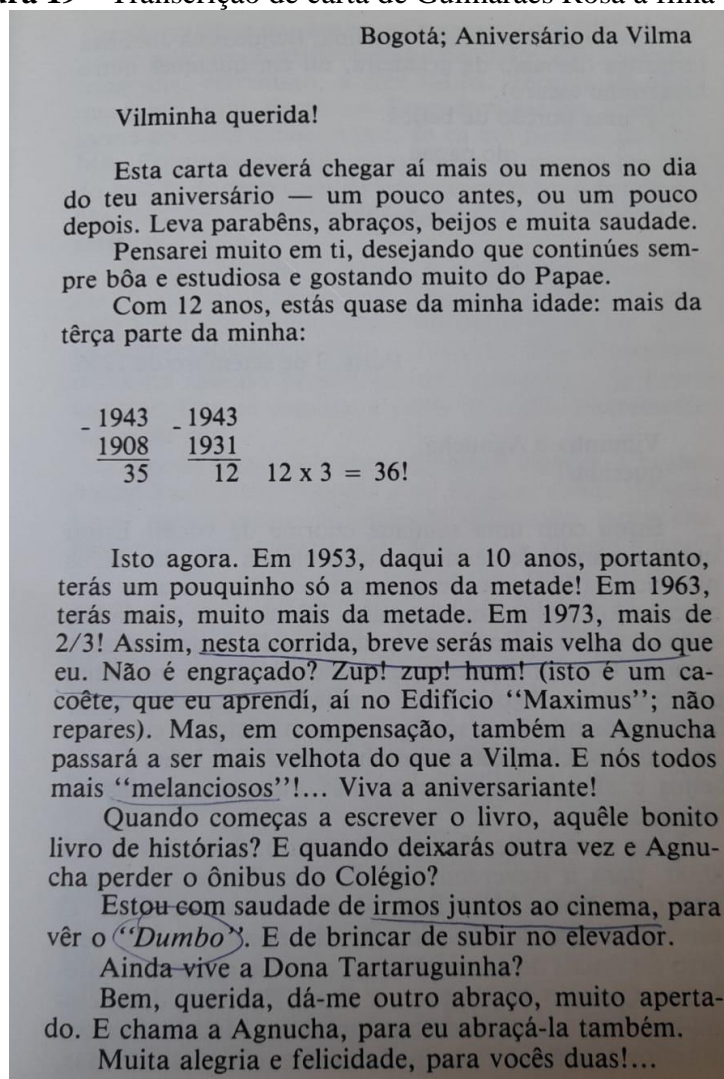 Transcrição de carta de Guimarães Rosa à filha
Bogotá; Aniversário da Vilma
Vilminha querida!
Esta carta deverá chegar aí mais ou menos no dia
do teu aniversário — um pouco antes, ou um pouco
depois. Leva parabêns, abraços, beijos e muita saudade.
Pensarei muito em ti, desejando que continúes sem-
pre bôa e estudiosa e gostando muito do Papae.
Com 12 anos, estás quase da minha idade: mais da
têrça parte da minha:
- 1943 - 1943
1908 1931
35 12 12 x 3 = 36!
Isto agora. Em 1953, daqui a 10 anos, portanto,
terás um pouquinho só a menos da metade! Em 1963,
terás mais, muito mais da metade. Em 1973, mais de
2/3! Assim, nesta corrida, breve serás mais velha do que
eu. Não é engraçado? Zup! zup! hum! (isto é um ca-
coête, que eu aprendí, aí no Edifício ‘‘Maximus’’; não
repares). Mas, em compensação, também a Agnucha
passará a ser mais velhota do que a Vilma. E nós todos
mais ‘‘melanciosos’’!... Viva a aniversariante!
Quando começas a escrever o livro, aquêle bonito
livro de histórias? E quando deixarás outra vez e Agnu-
cha perder o ônibus do Colégio?
Estou com saudade de irmos juntos ao cinema, para
vêr o ‘‘Dumbo’’. E de brincar de subir no elevador.
Ainda vive a Dona Tartaruguinha?
Bem, querida, dá-me outro abraço, muito aperta-
do. E chama a Agnucha, para eu abraçá-la também.
Muita alegria e felicidade, para vocês duas!...